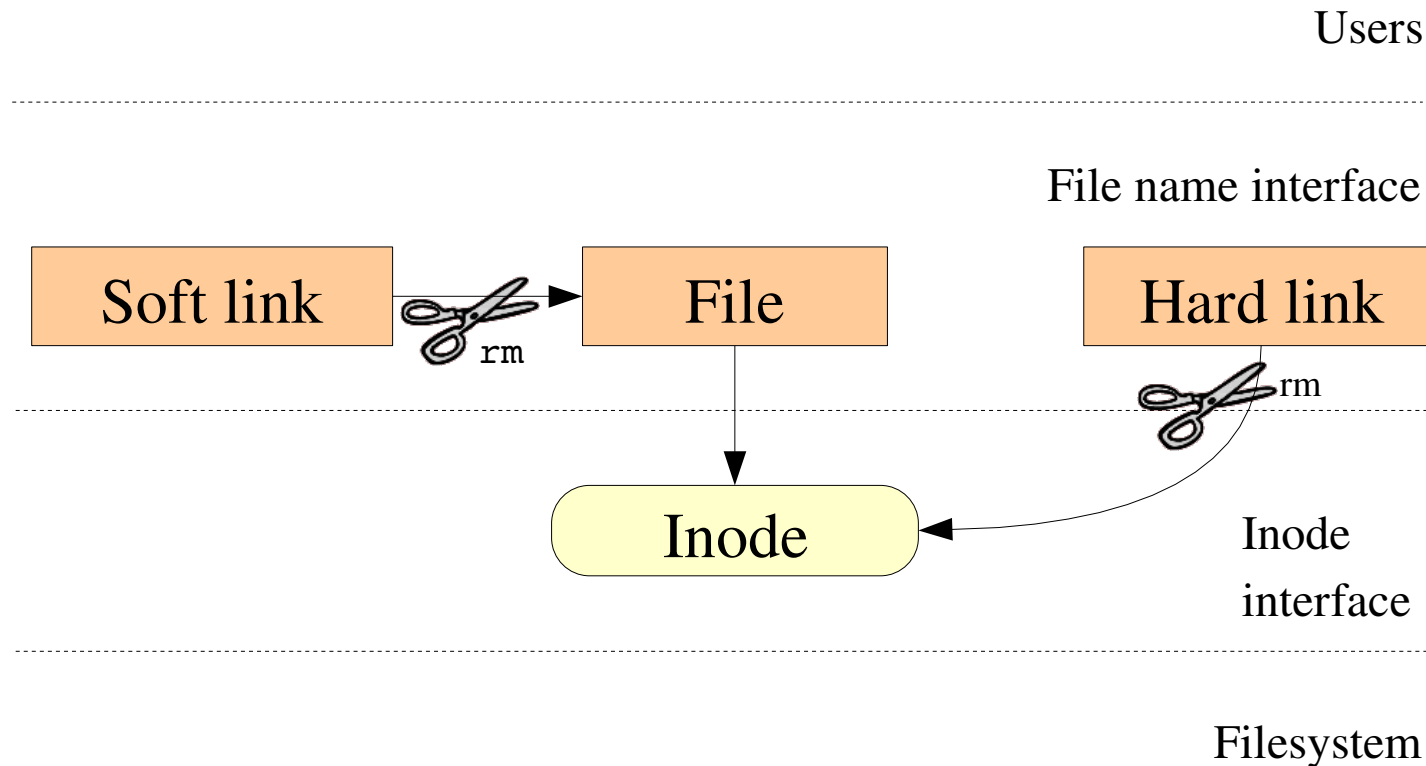 Users
File name interface
Soft link
File
Hard link
rm
rm
Inode
Inode
interface
Filesystem